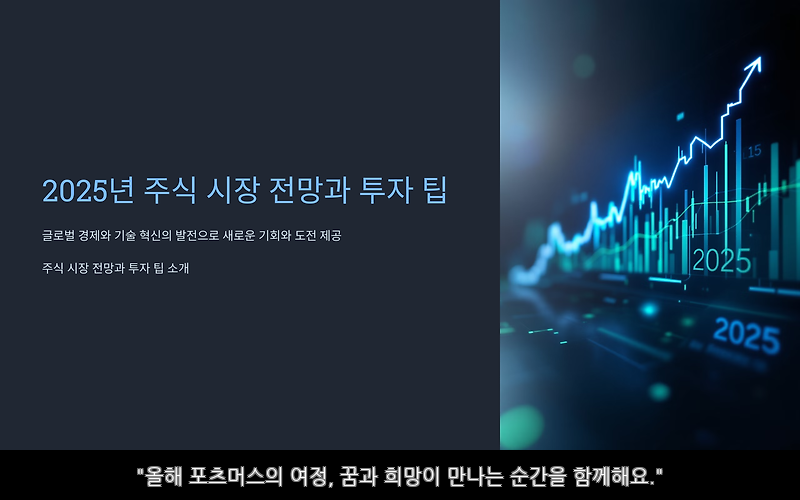 2025년 주식 시장 전망과 투자 팁
글로벌 경제와 기술 혁신의 발전으로 새로운 기회와 도전 제공
주식 시장 전망과 투자 팁 소개
2025
2025
"올해 포츠머스의 여정, 꿈과 희망이 만나는 순간을 함께해요."